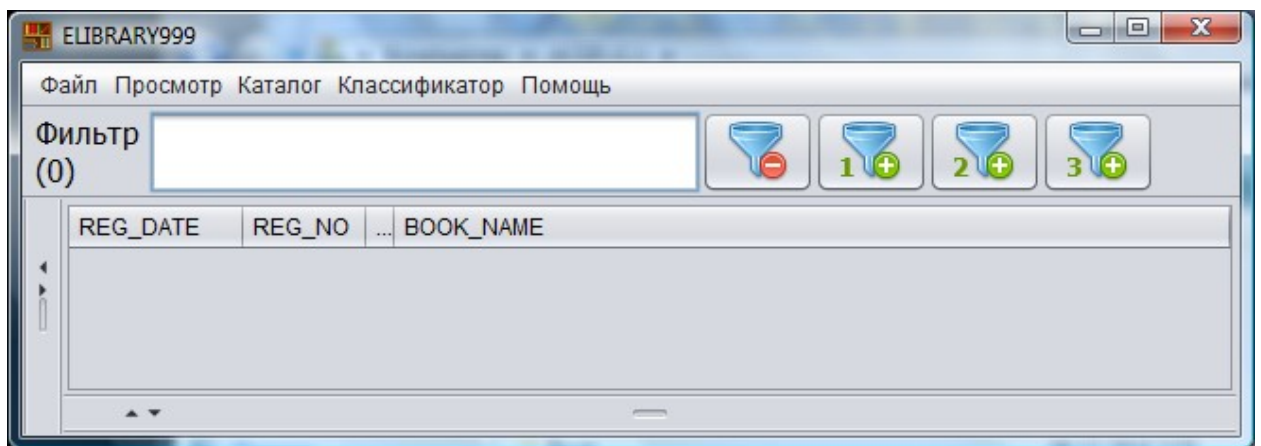 ELIBRARY999
Файл Просмотр Каталог Классификатор Помощь
Фильтр
(0)
1 2 3
REG_DATE REG_NO ... BOOK_NAME